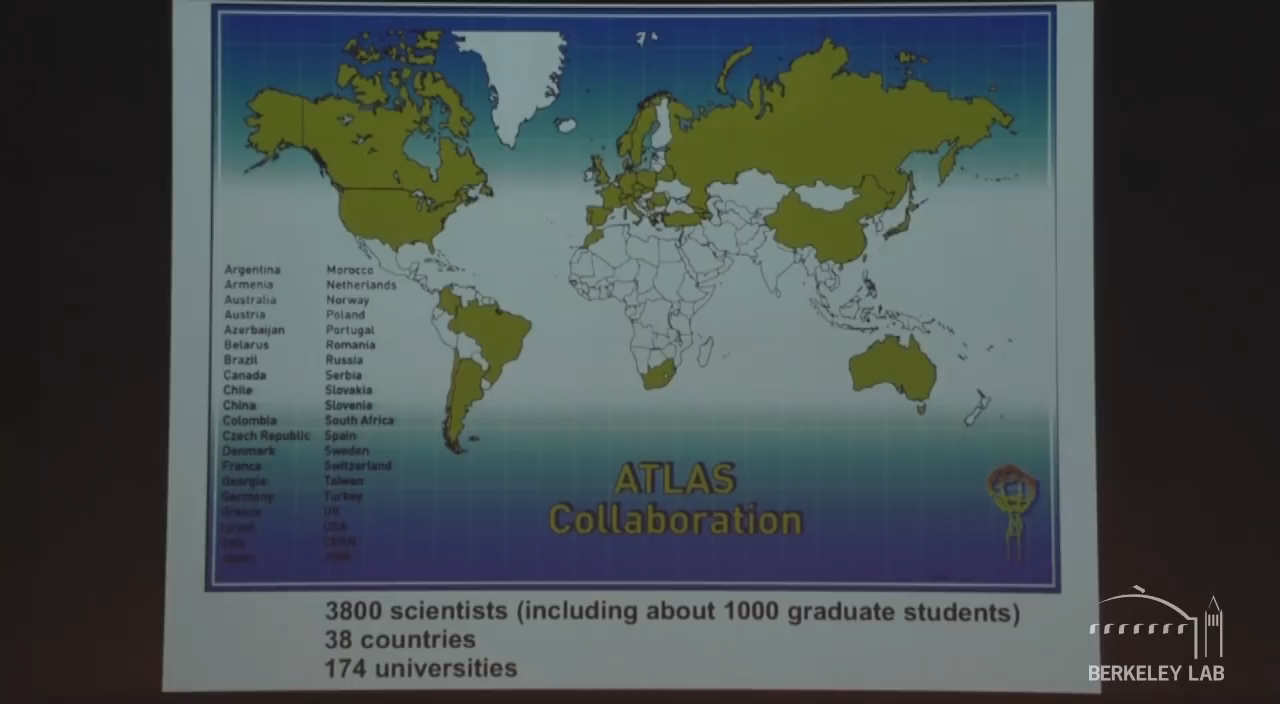 Argentina
Armenia
Australia
Austria
Azerbaijan
Belarus
Brazil
Canada
Chile
China
Colombia
Czech Republic
Denmark
France
Georgia
Germany
Greece
Israel
Italy
Japan
Morocco
Netherlands
Norway
Poland
Portugal
Romania
Russia
Serbia
Slovakia
Slovenia
South Africa
Spain
Sweden
Switzerland
Taiwan
Turkey
UK
USA
CERN
ATLAS
Collaboration
3800 scientists (including about 1000 graduate students)
38 countries
174 universities
BERKELEY LAB